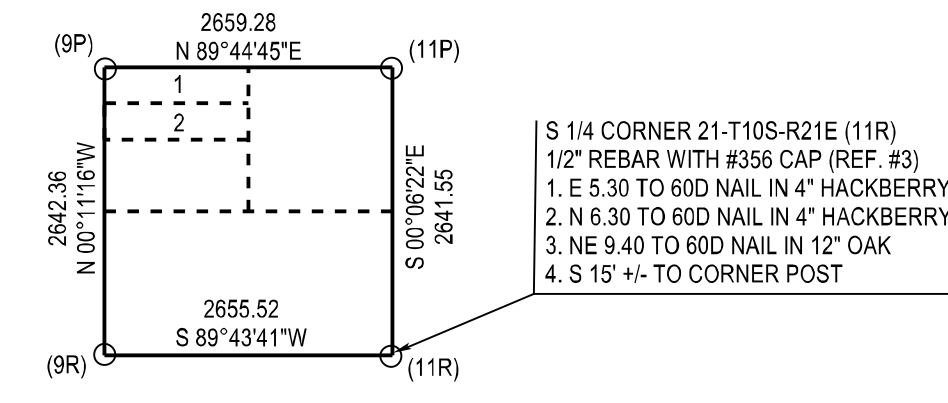 2659.28
N 89°44'45"E
(9P)
(11P)
1
2
2642.36
N 00°11'16"W
S 00°06'22"E
2641.55
2655.52
S 89°43'41"W
(9R)
(11R)
S 1/4 CORNER 21-T10S-R21E (11R)
1/2" REBAR WITH #356 CAP (REF. #3)
1. E 5.30 TO 60D NAIL IN 4" HACKBERRY
2. N 6.30 TO 60D NAIL IN 4" HACKBERRY
3. NE 9.40 TO 60D NAIL IN 12" OAK
4. S 15' +/- TO CORNER POST